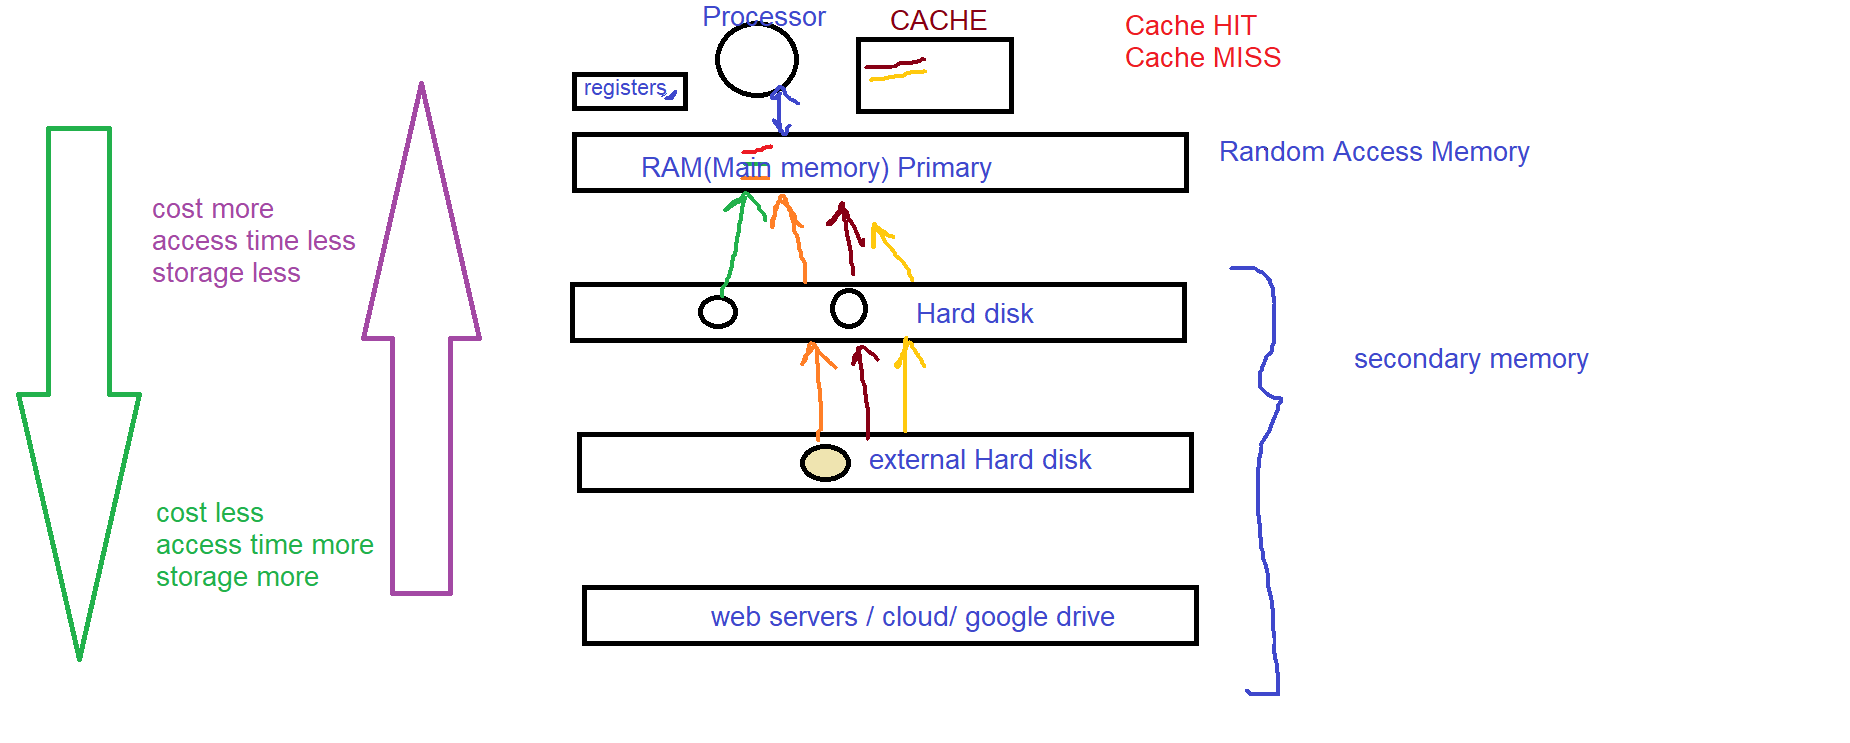 Processor
CACHE
Cache HIT
Cache MISS
registers
RAM(Main memory) Primary
Random Access Memory
cost more
access time less
storage less
Hard disk
secondary memory
external Hard disk
cost less
access time more
storage more
web servers / cloud/ google drive